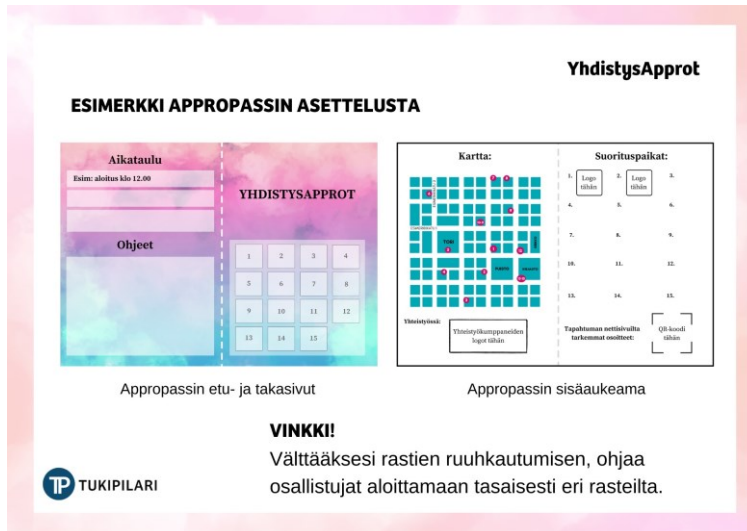 YhdistysApprot
ESIMERKKI APPROPASSIN ASETTELUSTA
Aikataulu
Esim: aloitus klo 12.00
Ohjeet
YHDISTYSAPPROT
1 2 3 4
5 6 7 8
9 10 11 12
13 14 15
Appropassin etu- ja takasivut
Kartta:
Yhteistyössä:
Yhteistyökumppaneiden
logot tähän
Suorituspaikat:
1. Logo tähän 2. Logo tähän 3.
4. 5. 6.
7. 8. 9.
10. 11. 12.
13. 14. 15.
Tapahtuman nettisivuilta
tarkemmat osoitteet:
QR-koodi
tähän
Appropassin sisäaukeama
VINKKI!
Välttääksesi rastien ruuhkautumisen, ohjaa
osallistujat aloittamaan tasaisesti eri rasteilta.
TP TUKIPILARI